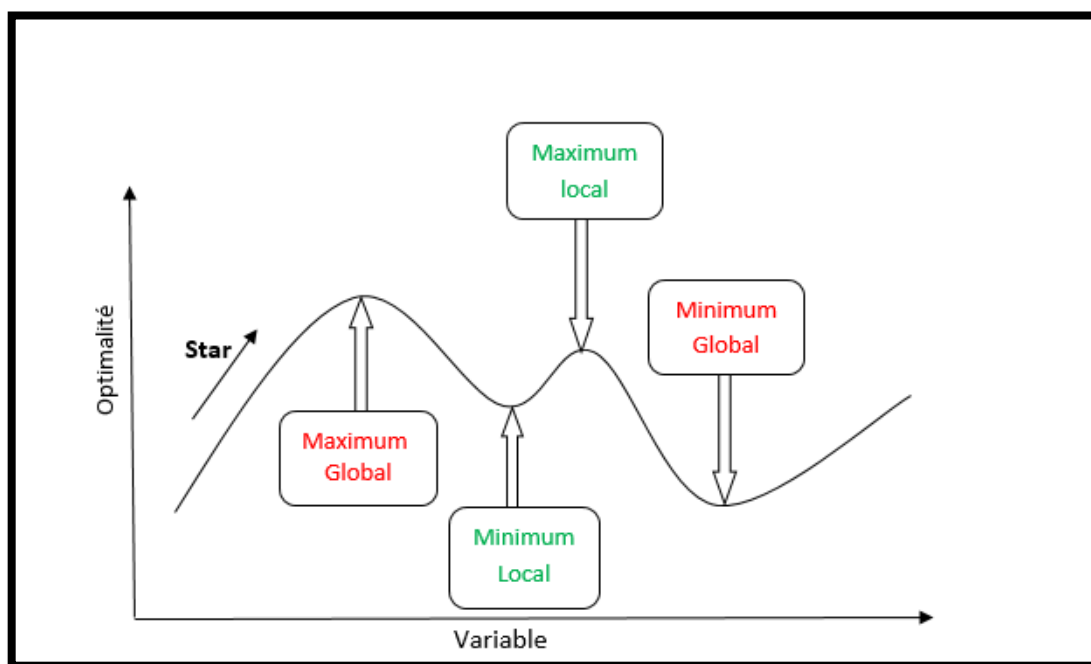 Maximum
local
Minimum
Global
Optimalité
Star
Maximum
Global
Minimum
Local
Variable